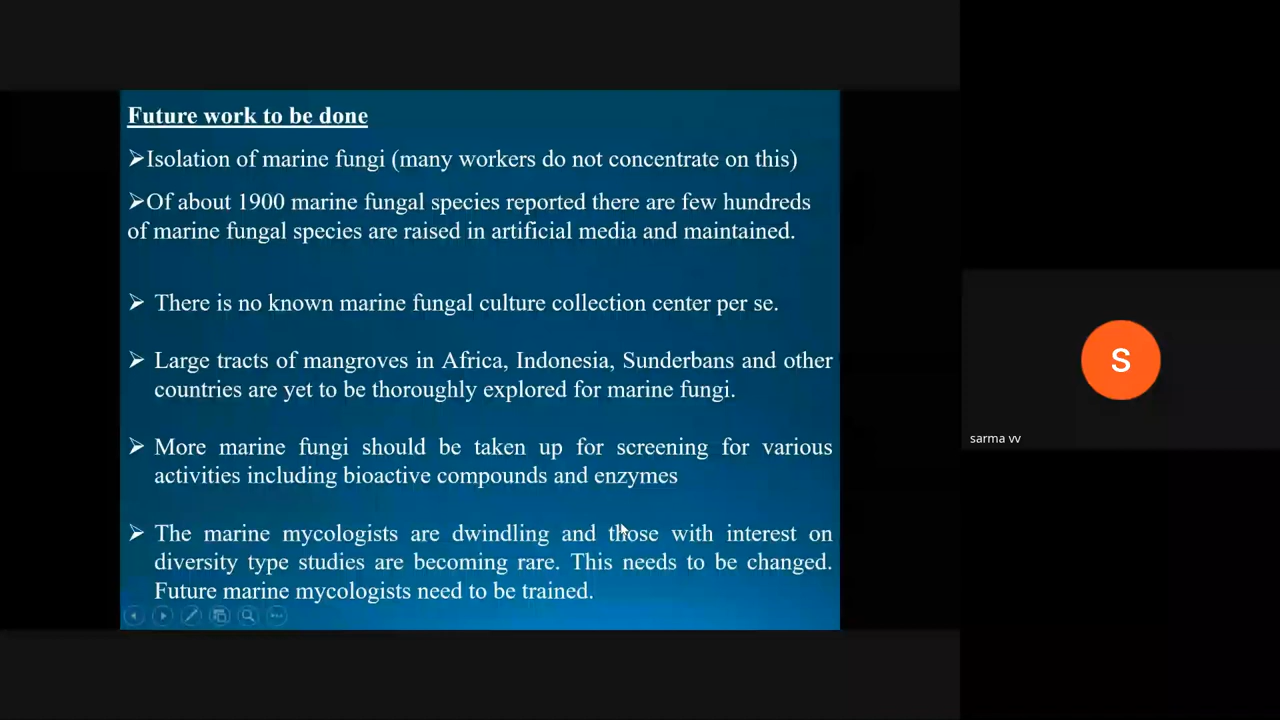 Future work to be done
➢Isolation of marine fungi (many workers do not concentrate on this)
➢Of about 1900 marine fungal species reported there are few hundreds
of marine fungal species are raised in artificial media and maintained.
➢ There is no known marine fungal culture collection center per se.
➢ Large tracts of mangroves in Africa, Indonesia, Sunderbans and other
countries are yet to be thoroughly explored for marine fungi.
➢ More marine fungi should be taken up for screening for various
activities including bioactive compounds and enzymes
➢ The marine mycologists are dwindling and those with interest on
diversity type studies are becoming rare. This needs to be changed.
Future marine mycologists need to be trained.
S
sarma vv